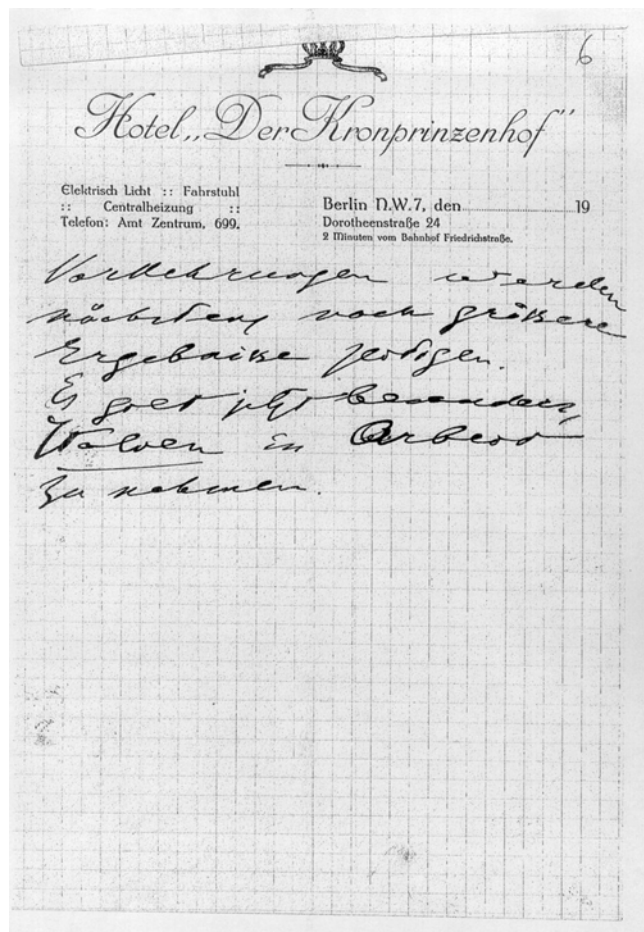 6
Hotel „Der Kronprinzenhof"
Elektrisch Licht :: Fahrstuhl
:: Centralheizung ::
Telefon: Amt Zentrum, 699.
Berlin N.W.7, den 19
Dorotheenstraße 24
2 Minuten vom Bahnhof Friedrichstraße.
Vorkehrungen werden
nächstens noch grössere
Ergebnisse zeitigen.
Es gilt jetzt besonders,
Italien in Arbeit
zu nehmen.